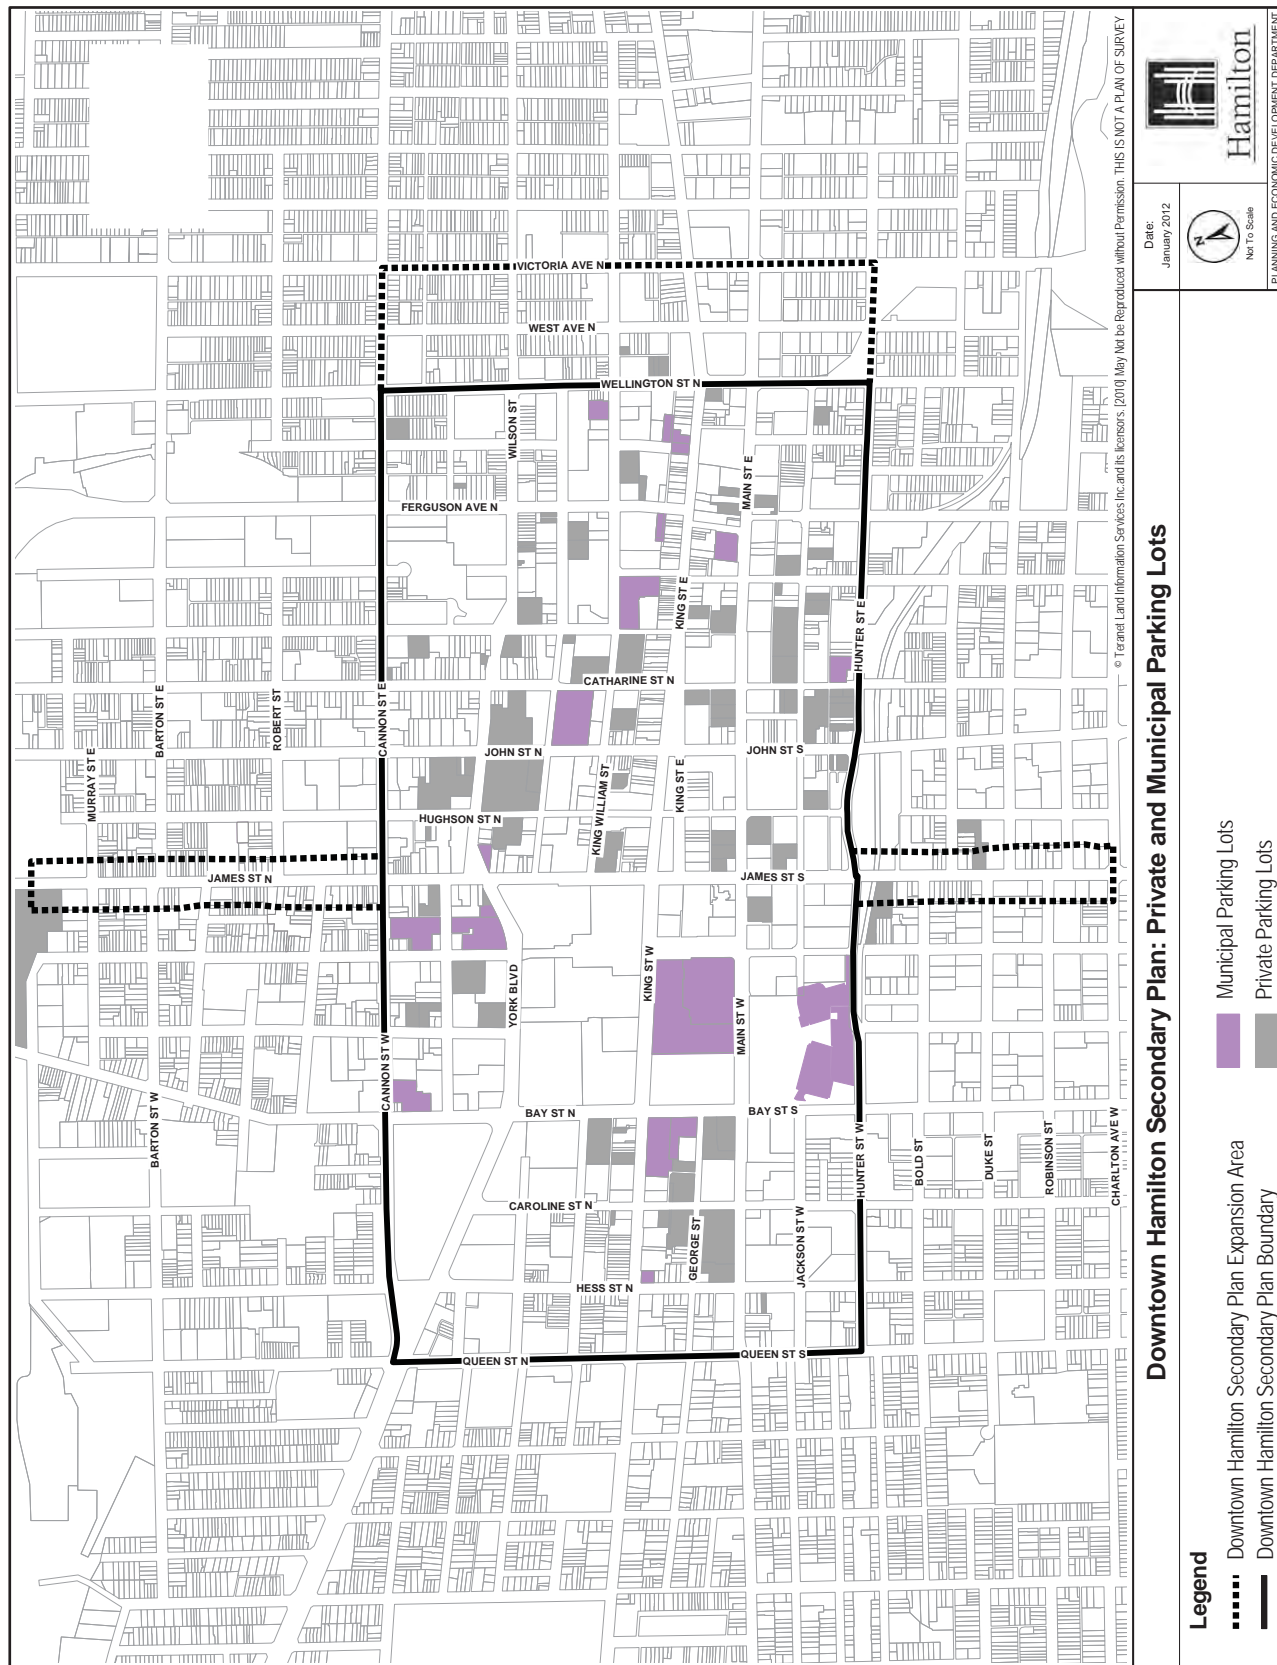 VICTORIA AVE N
WEST AVE N
WELLINGTON ST N
WILSON ST
FERGUSON AVE N
MAIN ST E
KING ST E
HUNTER ST E
CATHARINE ST N
CANNON ST E
ROBERT ST
BARTON ST E
MURRAY ST E
JOHN ST N
JOHN ST S
KING WILLIAM ST
KING ST E
HUGHSON ST N
JAMES ST N
JAMES ST S
KING ST W
YORK BLVD
MAIN ST W
CANNON ST W
BARTON ST W
BAY ST N
BAY ST S
HUNTER ST W
BOLD ST
DUKE ST
ROBINSON ST
CHARLTON AVE W
CAROLINE ST N
GEORGE ST
JACKSON ST W
HESS ST N
QUEEN ST N
QUEEN ST S
© Teranet Land Information Services Inc. and its licensors. [2010] May Not be Reproduced without Permission. THIS IS NOT A PLAN OF SURVEY
Downtown Hamilton Secondary Plan: Private and Municipal Parking Lots
Legend
Downtown Hamilton Secondary Plan Expansion Area
Downtown Hamilton Secondary Plan Boundary
Municipal Parking Lots
Private Parking Lots
Date:
January 2012
N
Not To Scale
Hamilton
PLANNING AND ECONOMIC DEVELOPMENT DEPARTMENT